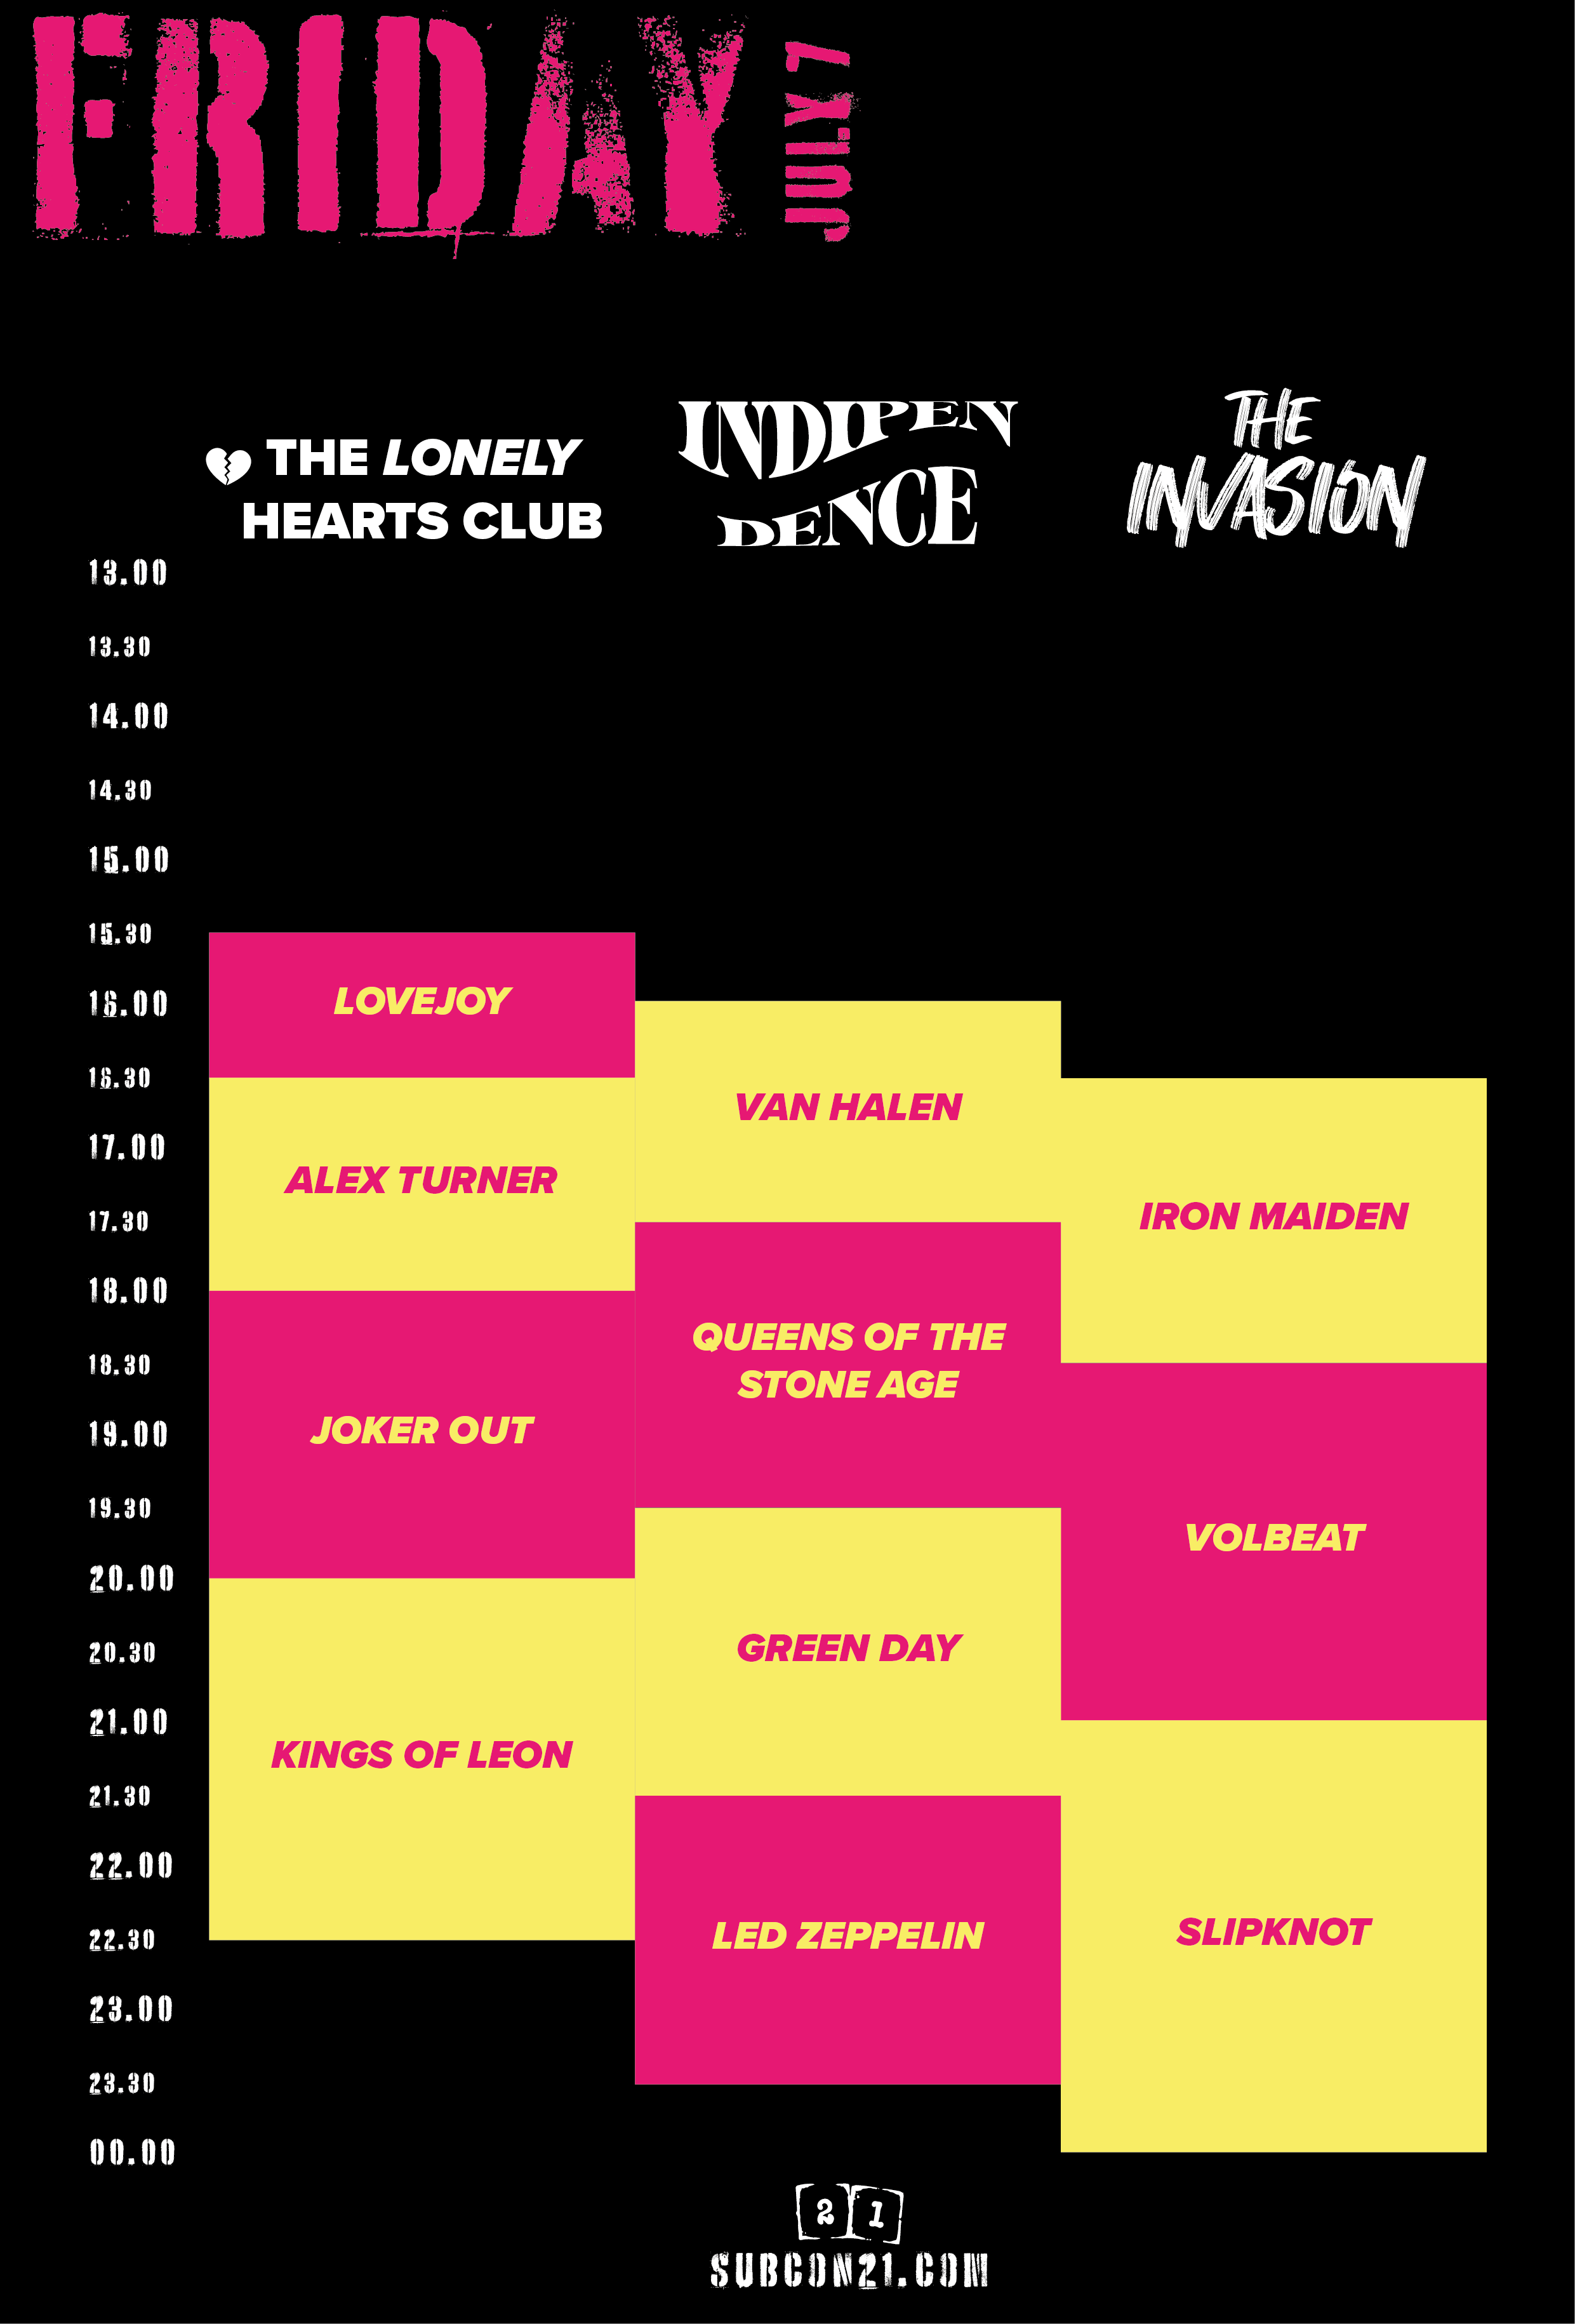 FRIDAY
JULY 7
THE LONELY
HEARTS CLUB
INDIPEN
DENCE
THE
INVASION
13.00
13.30
14.00
14.30
15.00
15.30
LOVEJOY
16.00
16.30
VAN HALEN
17.00
ALEX TURNER
IRON MAIDEN
17.30
18.00
QUEENS OF THE
STONE AGE
18.30
JOKER OUT
19.00
19.30
VOLBEAT
20.00
GREEN DAY
20.30
21.00
KINGS OF LEON
21.30
22.00
LED ZEPPELIN
SLIPKNOT
22.30
23.00
23.30
00.00
21
SUBCON21.COM